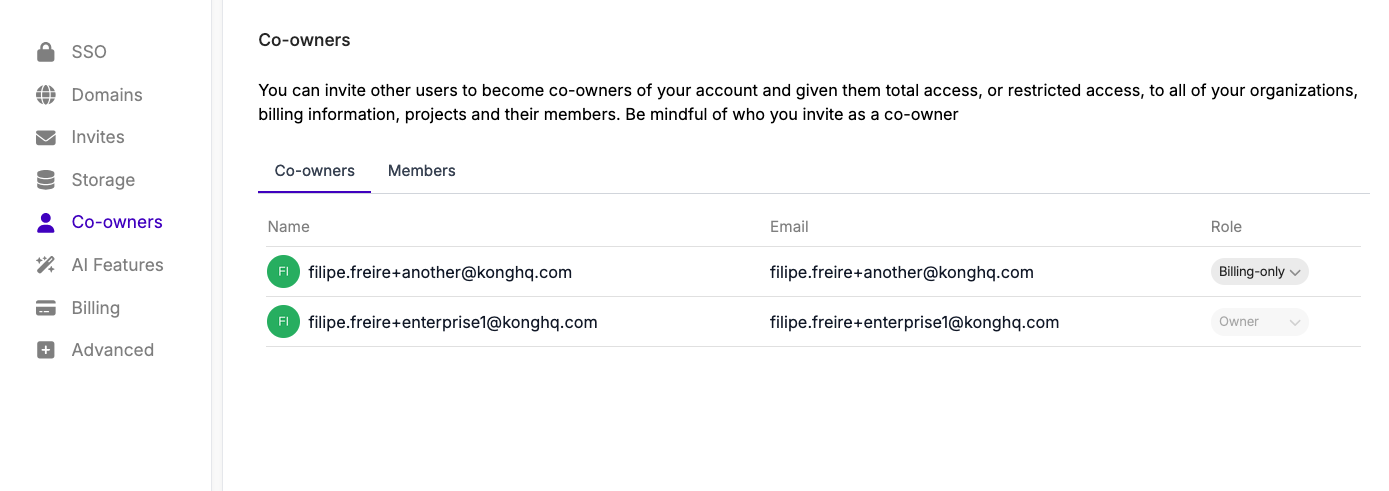 SSO
Domains
Invites
Storage
Co-owners
AI Features
Billing
Advanced
Co-owners
You can invite other users to become co-owners of your account and given them total access, or restricted access, to all of your organizations,
billing information, projects and their members. Be mindful of who you invite as a co-owner
Co-owners Members
Name Email Role
FI filipe.freire+another@konghq.com filipe.freire+another@konghq.com Billing-only
FI filipe.freire+enterprise1@konghq.com filipe.freire+enterprise1@konghq.com Owner